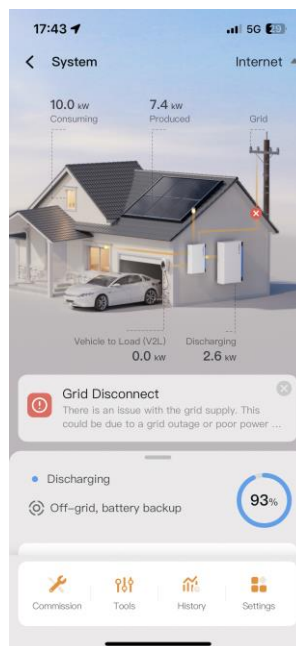 17:43
5G 29
System
Internet
10.0 kW
Consuming
7.4 kW
Produced
Grid
Vehicle to Load (V2L)
0.0 kW
Discharging
2.6 kW
Grid Disconnect
There is an issue with the grid supply. This
could be due to a grid outage or poor power ...
Discharging
93%
Off-grid, battery backup
Commission
Tools
History
Settings